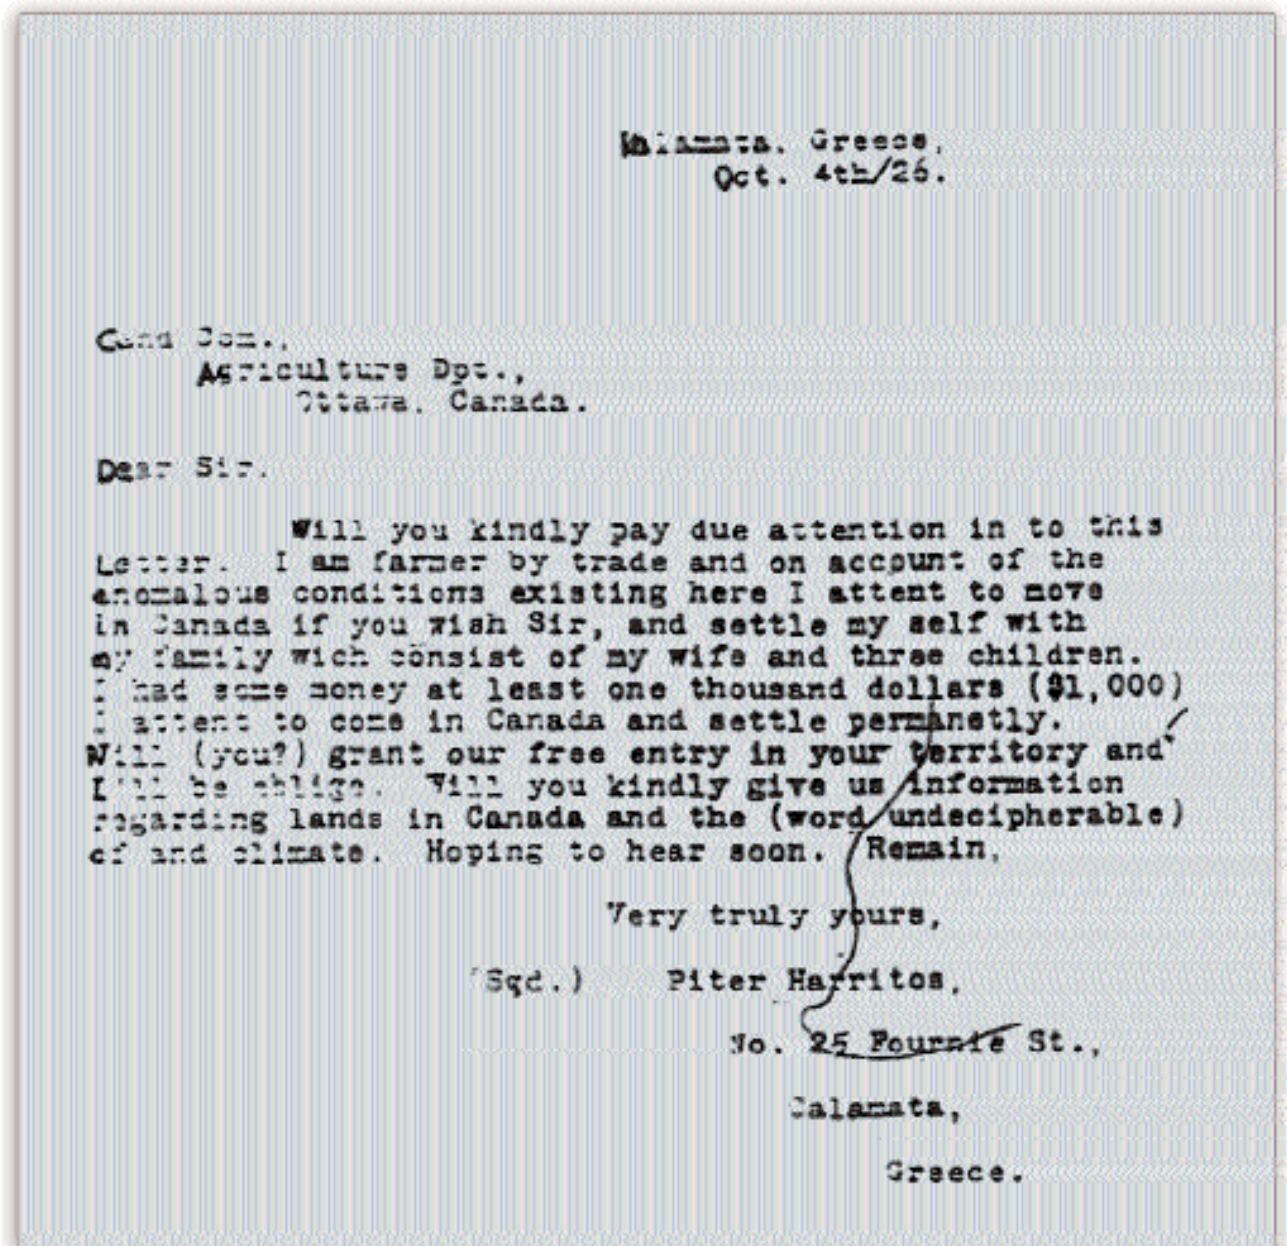 Kalamata. Greece,
Oct. 4th/26.
Com.,
Agriculture Dpt.,
Ottawa, Canada.
Dear Sir.
Will you kindly pay due attention in to this
Letter. I am farmer by trade and on accpunt of the
anomalous conditions existing here I attent to move
in Canada if you wish Sir, and settle my self with
my family wich consist of my wife and three children.
I had some money at least one thousand dollars ($1,000)
I attent to come in Canada and settle permanetly.
Will (you?) grant our free entry in your territory and
I'll be oblige. Will you kindly give us information
regarding lands in Canada and the (word undecipherable)
of and climate. Hoping to hear soon. Remain,
Very truly yours,
(Sgd.) Piter Harritos,
No. 25 Fournie St.,
Calamata,
Greece.